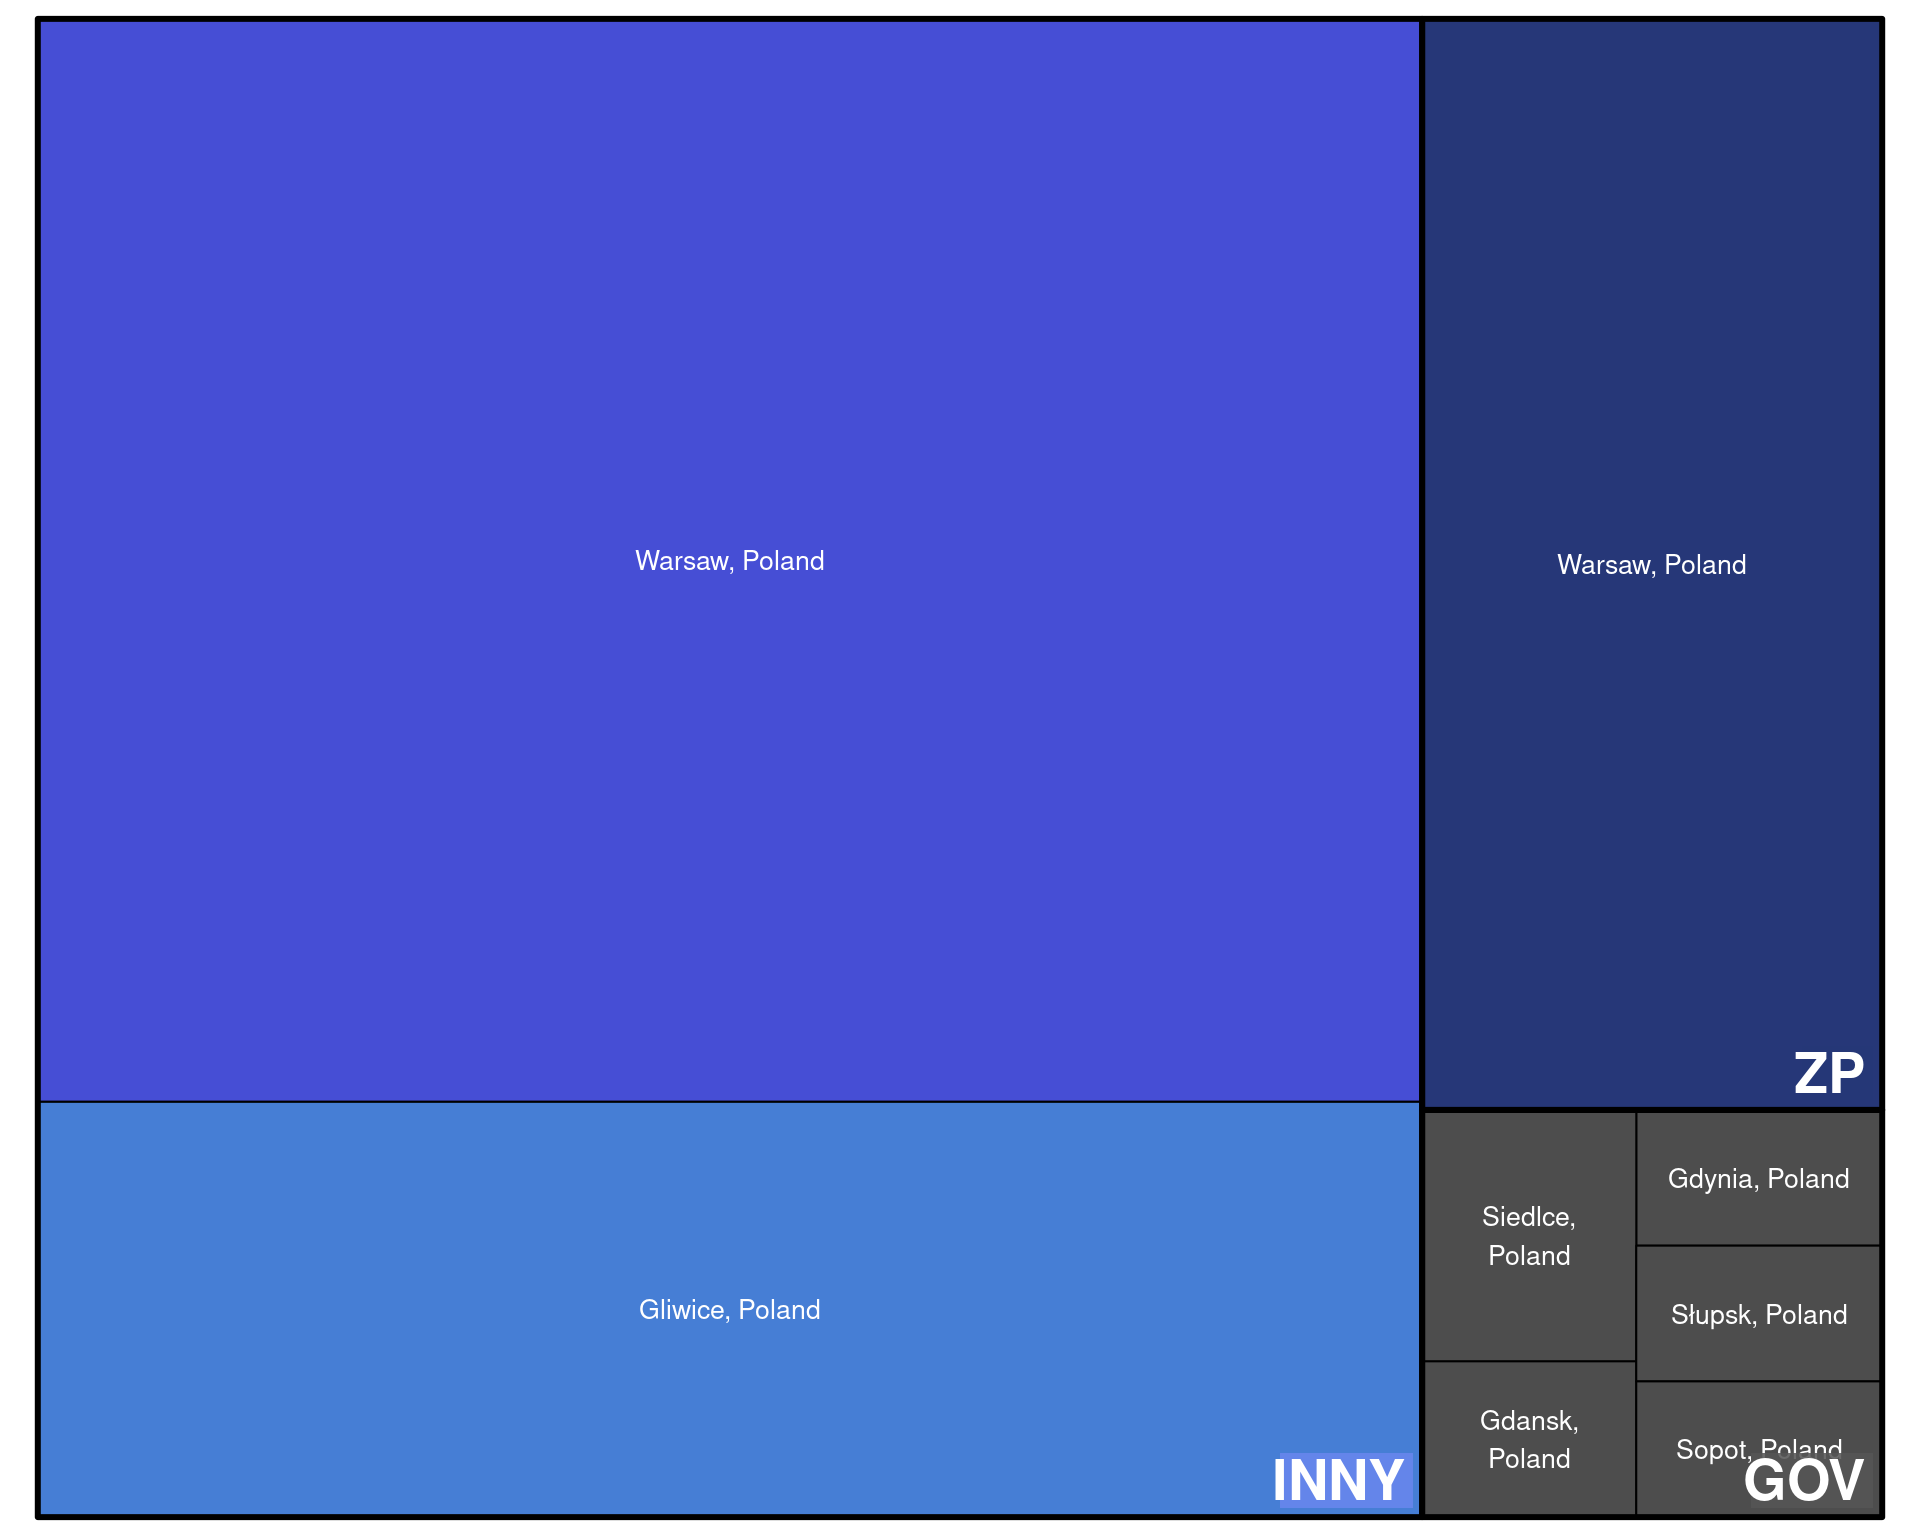 Warsaw, Poland
Gliwice, Poland
INNY
Warsaw, Poland
ZP
Siedlce,
Poland
Gdansk,
Poland
Gdynia, Poland
Słupsk, Poland
Sopot, Poland
GOV